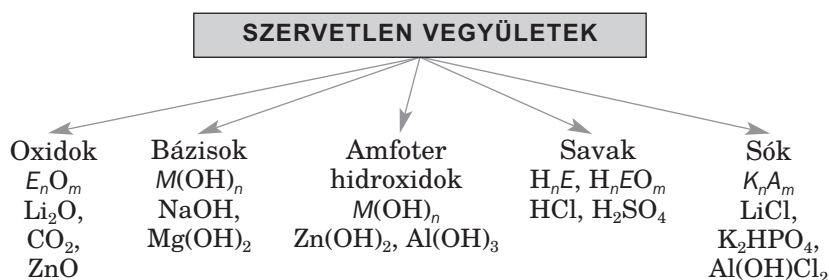 SZERVETLEN VEGYÜLETEK
Oxidok
EₙOₘ
Li₂O,
CO₂,
ZnO
Bázisok
M(OH)ₙ
NaOH,
Mg(OH)₂
Amfoter
hidroxidok
M(OH)ₙ
Zn(OH)₂, Al(OH)₃
Savak
HₙE, HₙEOₘ
HCl, H₂SO₄
Sók
KₙAₘ
LiCl,
K₂HPO₄,
Al(OH)Cl₂